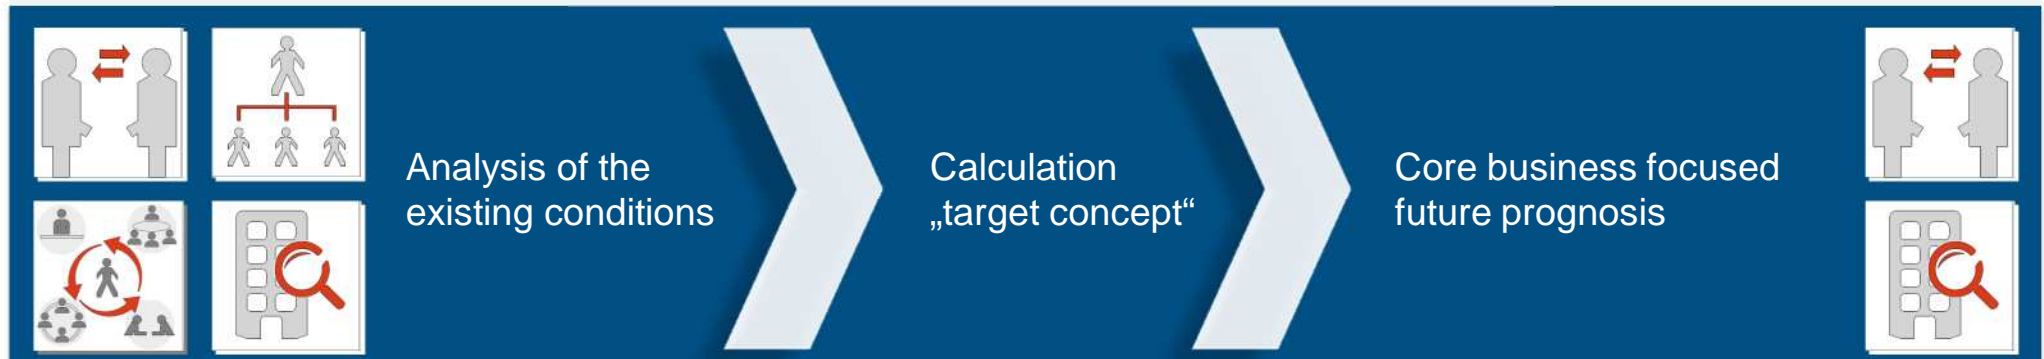 Analysis of the
existing conditions
Calculation
„target concept“
Core business focused
future prognosis